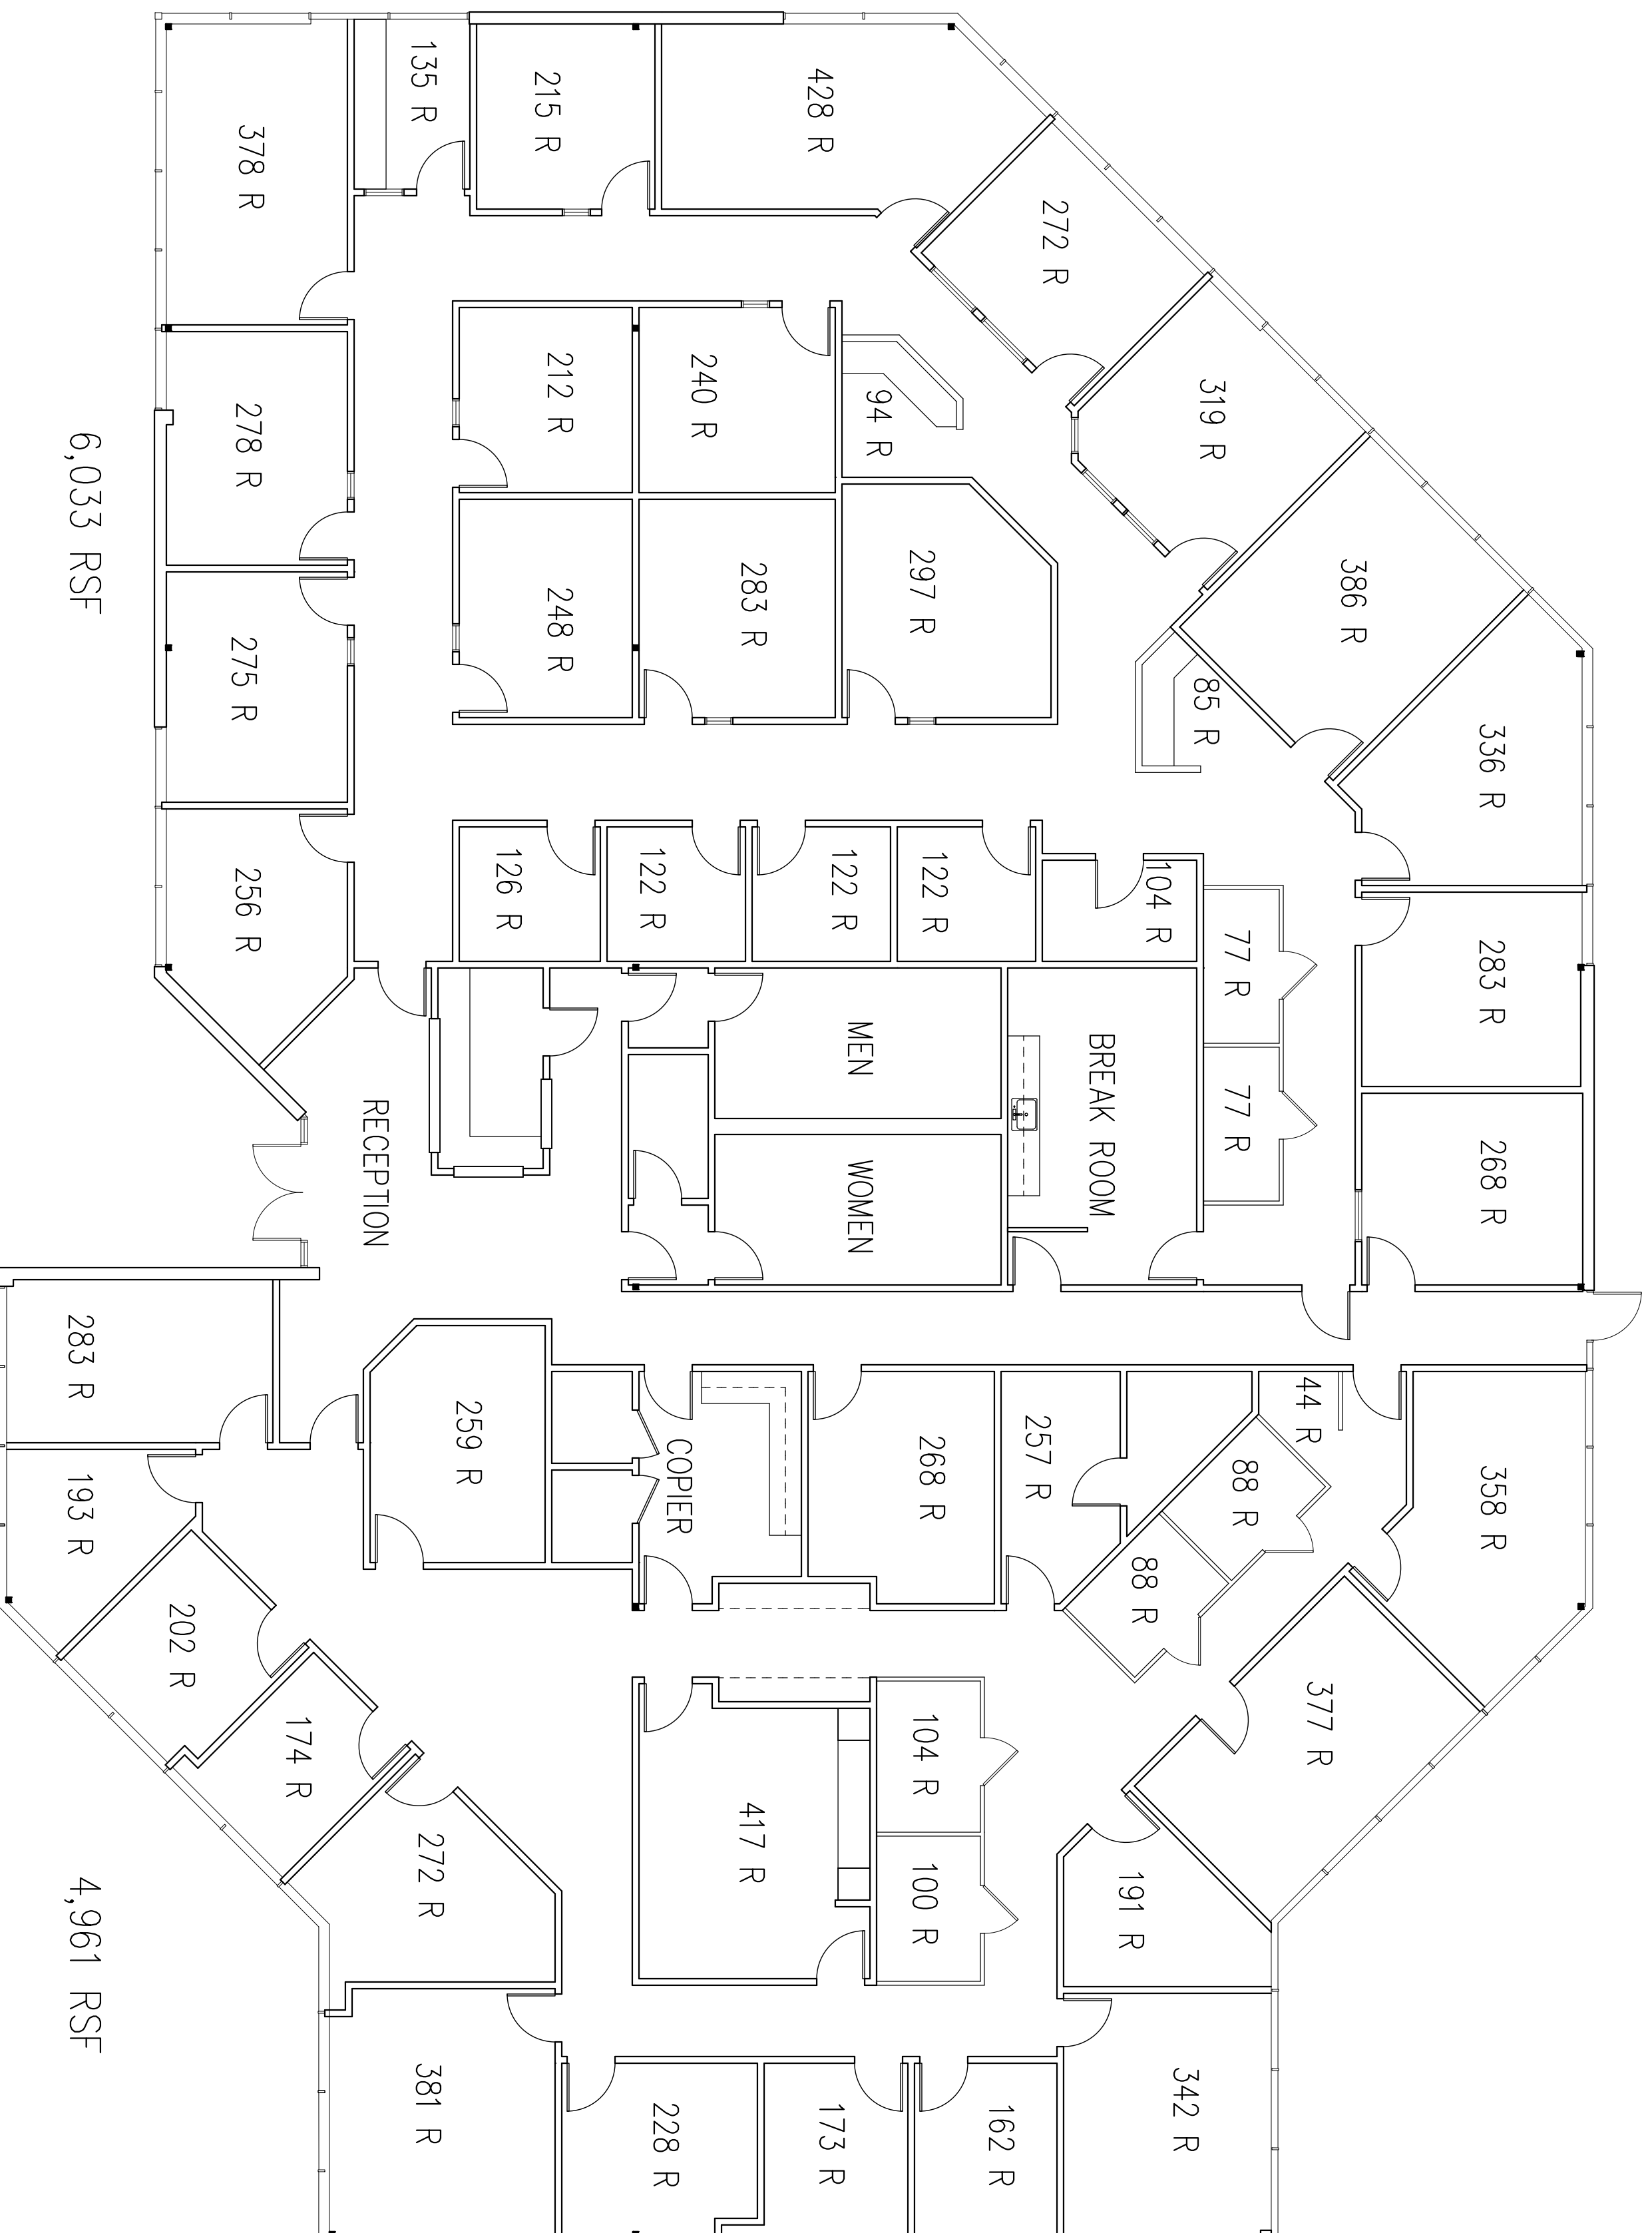 135 R
215 R
428 R
378 R
272 R
212 R
240 R
94 R
319 R
278 R
6,033 RSF
248 R
283 R
297 R
386 R
275 R
85 R
336 R
256 R
126 R
122 R
122 R
122 R
104 R
77 R
283 R
MEN
BREAK ROOM
77 R
RECEPTION
WOMEN
268 R
283 R
259 R
COPIER
268 R
257 R
44 R
88 R
358 R
193 R
88 R
202 R
174 R
104 R
377 R
272 R
417 R
100 R
191 R
4,961 RSF
381 R
228 R
173 R
162 R
342 R